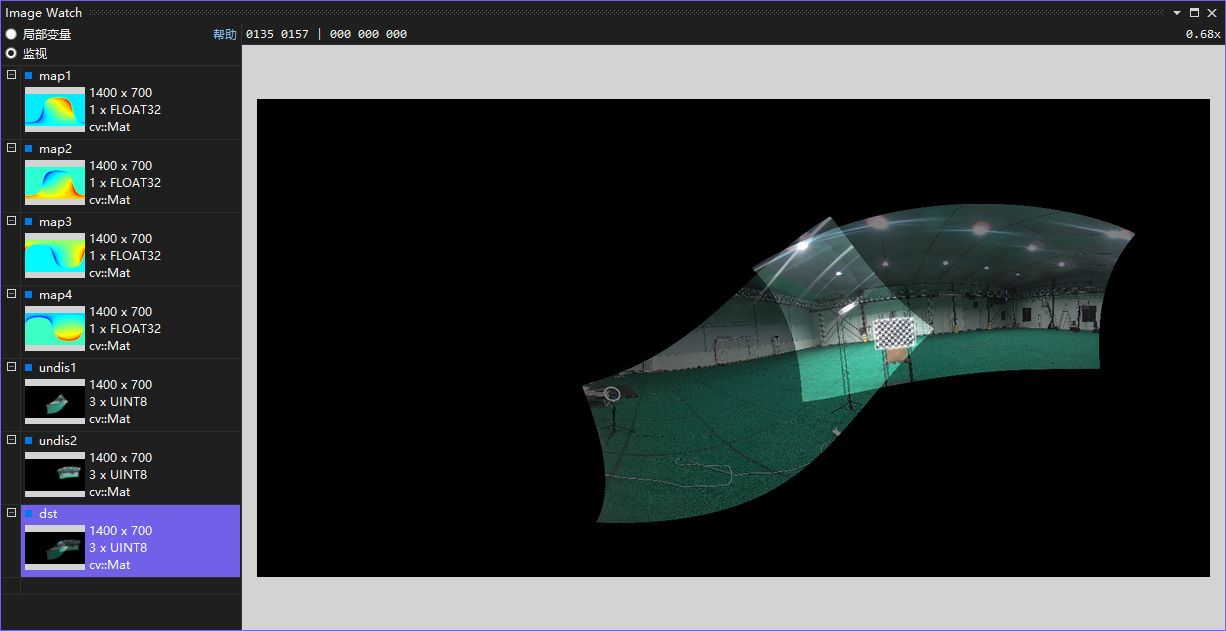 Image Watch
局部变量
帮助
0135 0157 | 000 000 000
0.68x
监视
map1
1400 x 700
1 x FLOAT32
cv::Mat
map2
1400 x 700
1 x FLOAT32
cv::Mat
map3
1400 x 700
1 x FLOAT32
cv::Mat
map4
1400 x 700
1 x FLOAT32
cv::Mat
undis1
1400 x 700
3 x UINT8
cv::Mat
undis2
1400 x 700
3 x UINT8
cv::Mat
dst
1400 x 700
3 x UINT8
cv::Mat